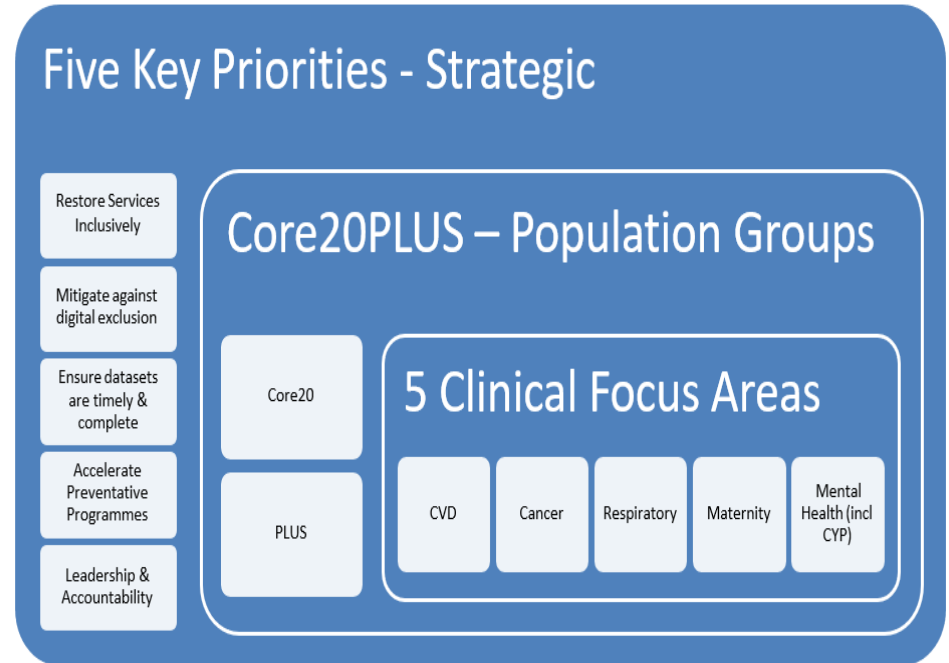 Five Key Priorities - Strategic
Restore Services
Inclusively
Mitigate against
digital exclusion
Ensure datasets
are timely &
complete
Accelerate
Preventative
Programmes
Leadership &
Accountability
Core20PLUS – Population Groups
Core20
PLUS
5 Clinical Focus Areas
CVD
Cancer
Respiratory
Maternity
Mental
Health (incl
CYP)